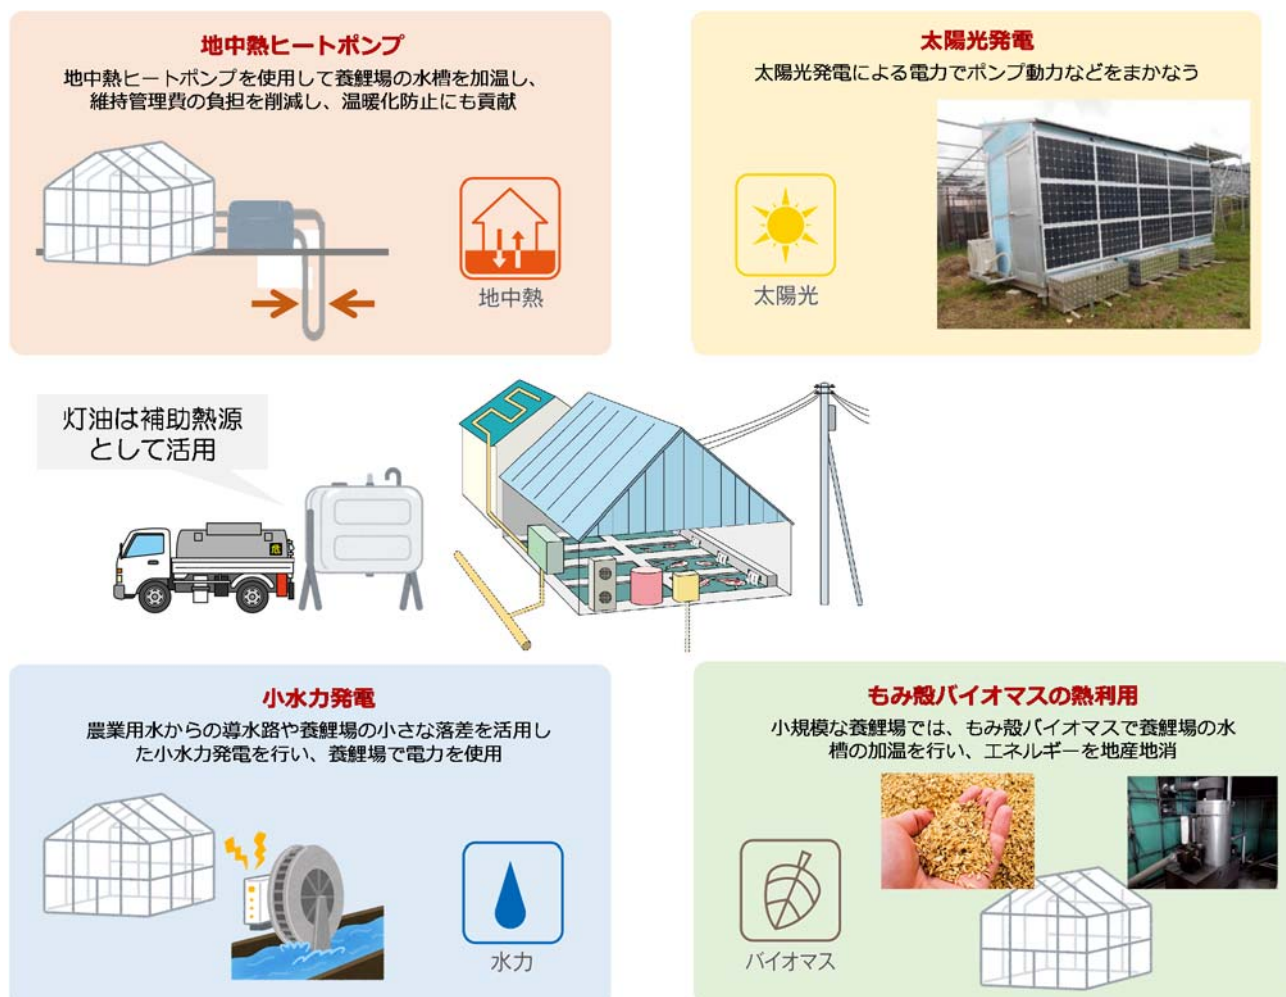 地中熱ヒートポンプ
地中熱ヒートポンプを使用して養鯉場の水槽を加温し、
維持管理費の負担を削減し、温暖化防止にも貢献
地中熱
太陽光発電
太陽光発電による電力でポンプ動力などをまかなう
太陽光
灯油は補助熱源
として活用
危
小水力発電
農業用水からの導水路や養鯉場の小さな落差を活用し
た小水力発電を行い、養鯉場で電力を使用
水力
もみ殻バイオマスの熱利用
小規模な養鯉場では、もみ殻バイオマスで養鯉場の水
槽の加温を行い、エネルギーを地産地消
バイオマス